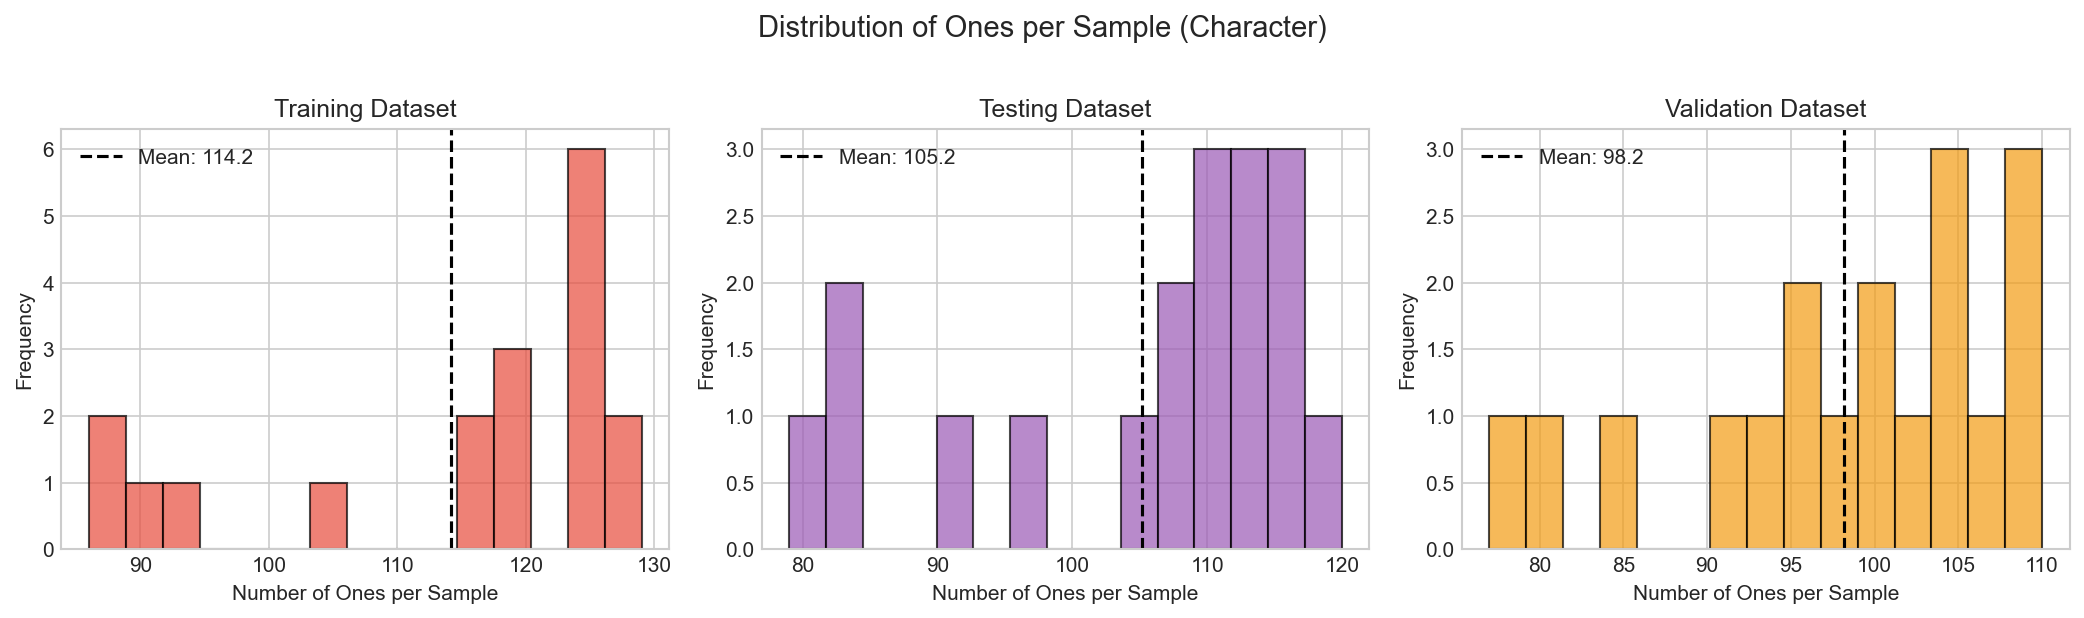 Distribution of Ones per Sample (Character)
Training Dataset
Mean: 114.2
Frequency
6
5
4
3
2
1
0
90 100 110 120 130
Number of Ones per Sample
Testing Dataset
Mean: 105.2
Frequency
3.0
2.5
2.0
1.5
1.0
0.5
0.0
80 90 100 110 120
Number of Ones per Sample
Validation Dataset
Mean: 98.2
Frequency
3.0
2.5
2.0
1.5
1.0
0.5
0.0
80 85 90 95 100 105 110
Number of Ones per Sample